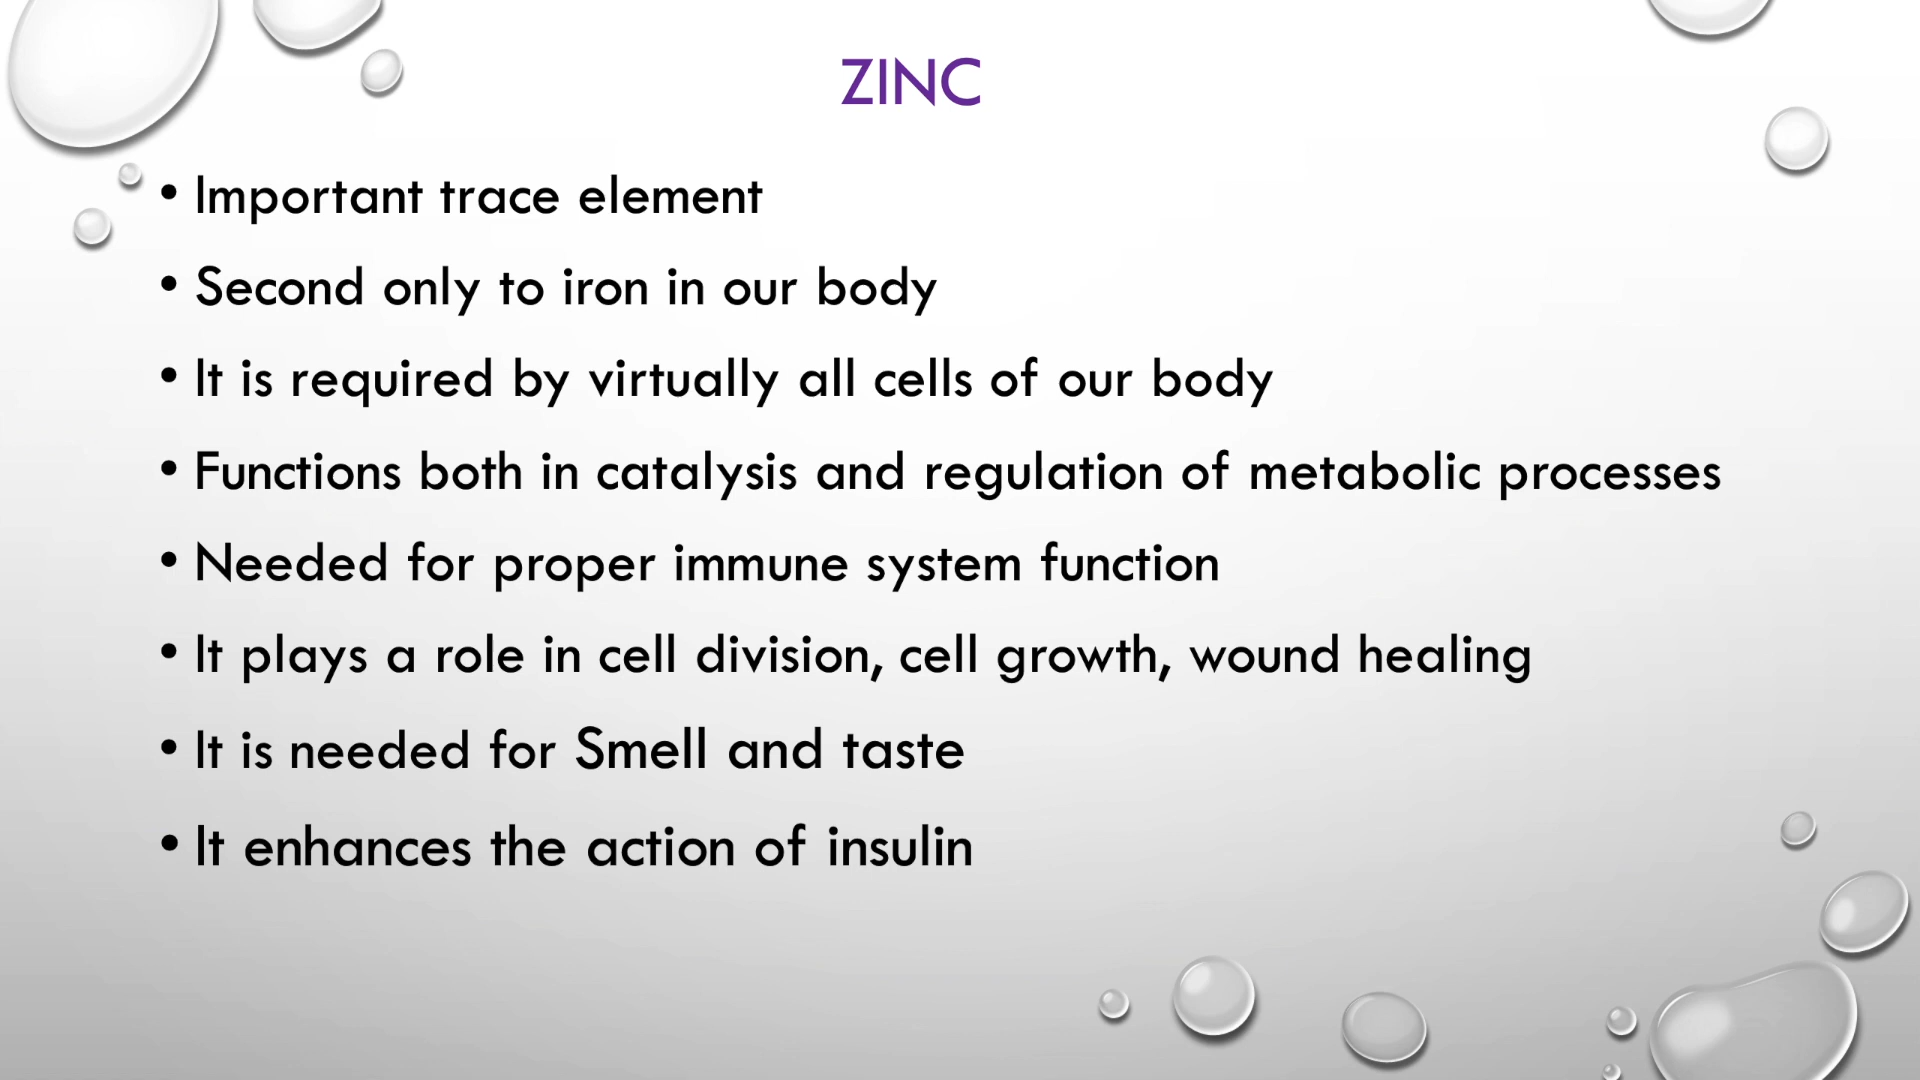 ZINC
• Important trace element
• Second only to iron in our body
• It is required by virtually all cells of our body
• Functions both in catalysis and regulation of metabolic processes
• Needed for proper immune system function
• It plays a role in cell division, cell growth, wound healing
• It is needed for Smell and taste
• It enhances the action of insulin